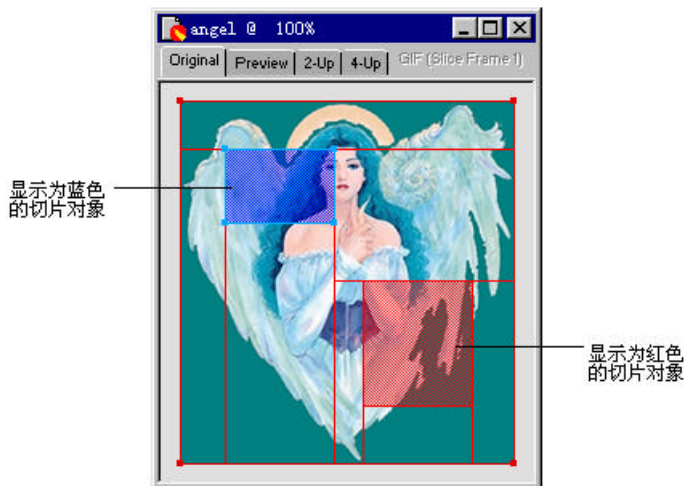 angel @ 100%
Original Preview 2-Up 4-Up GIF (Slice Frame 1)
显示为蓝色
的切片对象
显示为红色
的切片对象